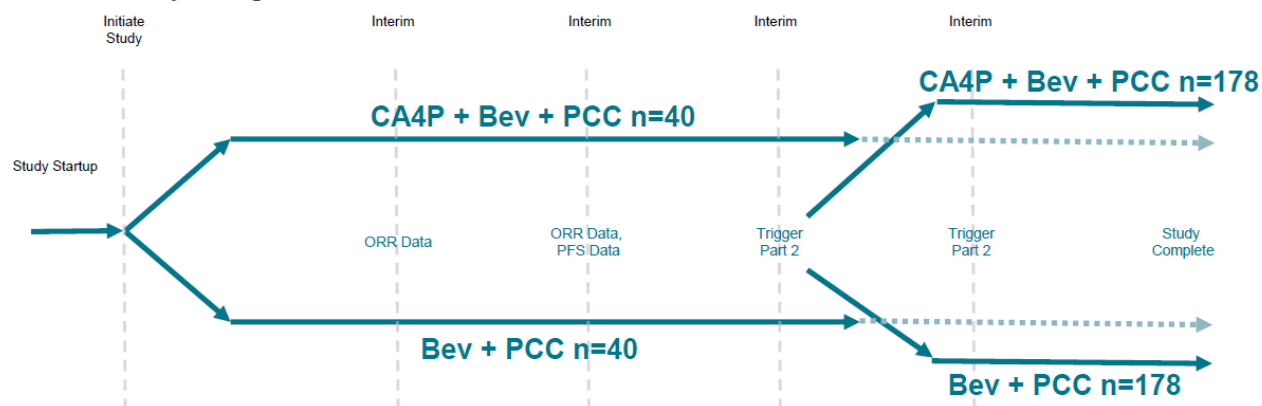 Initiate
Study
Interim
Interim
Interim
Interim
CA4P + Bev + PCC n=178
CA4P + Bev + PCC n=40
Study Startup
ORR Data
ORR Data,
PFS Data
Trigger
Part 2
Trigger
Part 2
Study
Complete
Bev + PCC n=40
Bev + PCC n=178